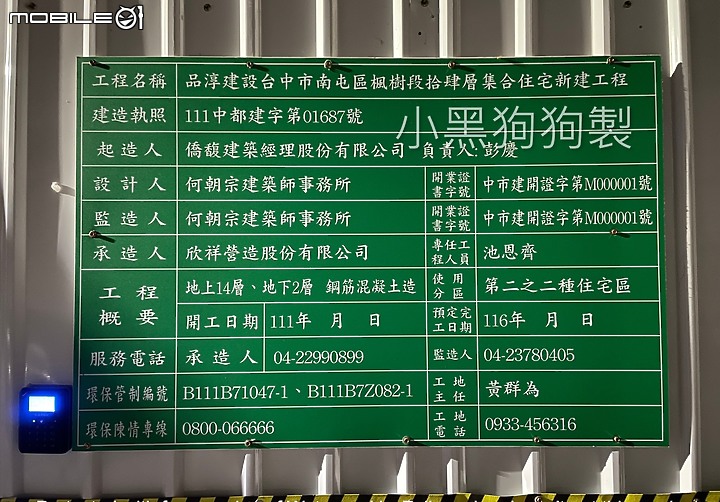 MOBILE01
工程名稱 品淳建設台中市南屯區楓樹段拾肆層集合住宅新建工程
建造執照 111中都建字第01687號
小黑狗狗製
起造人 僑馥建築經理股份有限公司 負責人:彭慶
設計人 何朝宗建築師事務所 開業證書字號 中市建開證字第M000001號
監造人 何朝宗建築師事務所 開業證書字號 中市建開證字第M000001號
承造人 欣祥營造股份有限公司 專任工程人員 池恩齊
工程概要 地上14層、地下2層 鋼筋混凝土造 使用分區 第二之二種住宅區
開工日期 111年 月 日 預定完工日期 116年 月 日
服務電話 承造人 04-22990899 監造人 04-23780405
環保管制編號 B111B71047-1、B111B7Z082-1 工地主任 黃群為
環保陳情專線 0800-066666 工地電話 0933-456316